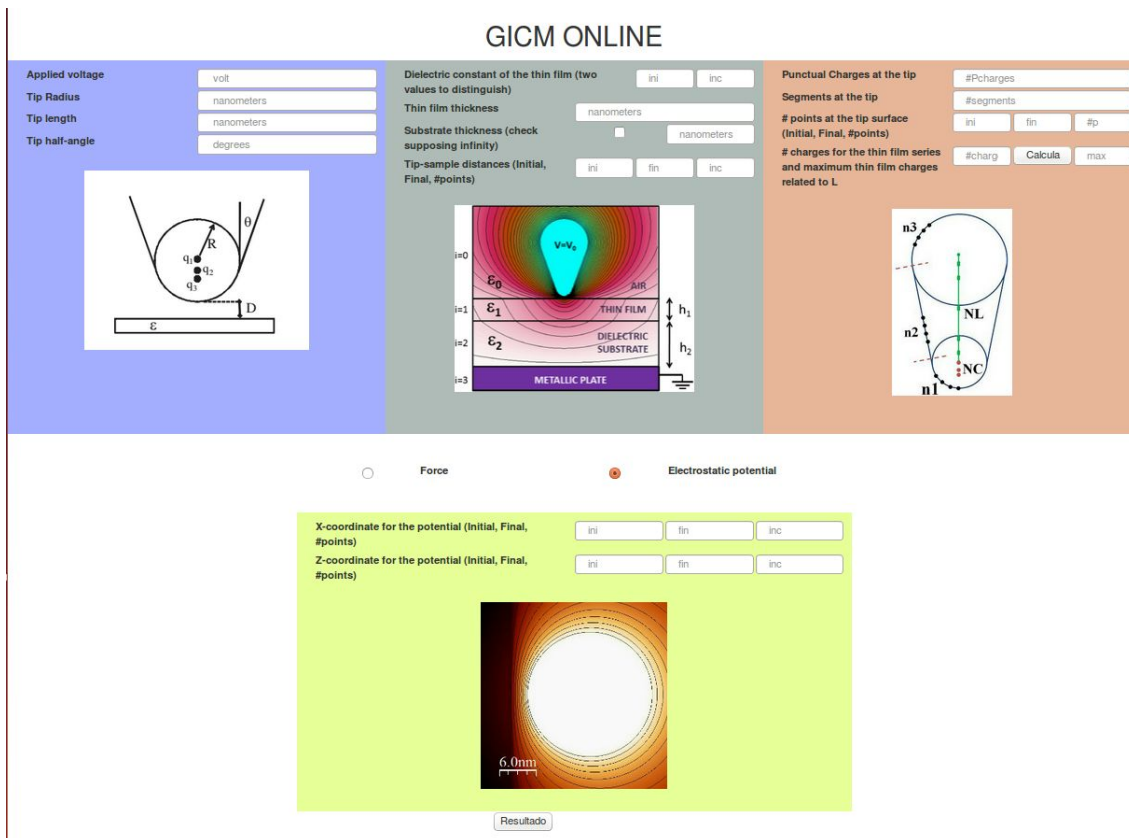 GICM ONLINE
Applied voltage
volt
Tip Radius
nanometers
Tip length
nanometers
Tip half-angle
degrees
θ
R
q1
q2
q3
D
ε
Dielectric constant of the thin film (two
values to distinguish)
ini
inc
Thin film thickness
nanometers
Substrate thickness (check
supposing infinity)
nanometers
Tip-sample distances (Initial,
Final, #points)
ini
fin
inc
V=V0
i=0
ε0
AIR
i=1
ε1
THIN FILM
h1
i=2
ε2
DIELECTRIC
SUBSTRATE
h2
i=3
METALLIC PLATE
Punctual Charges at the tip
#Pcharges
Segments at the tip
#segments
# points at the tip surface
(Initial, Final, #points)
ini
fin
#p
# charges for the thin film series
and maximum thin film charges
related to L
#charg
Calcula
max
n3
NL
n2
NC
n1
Force
Electrostatic potential
X-coordinate for the potential (Initial, Final,
#points)
ini
fin
inc
Z-coordinate for the potential (Initial, Final,
#points)
ini
fin
inc
6.0nm
Resultado